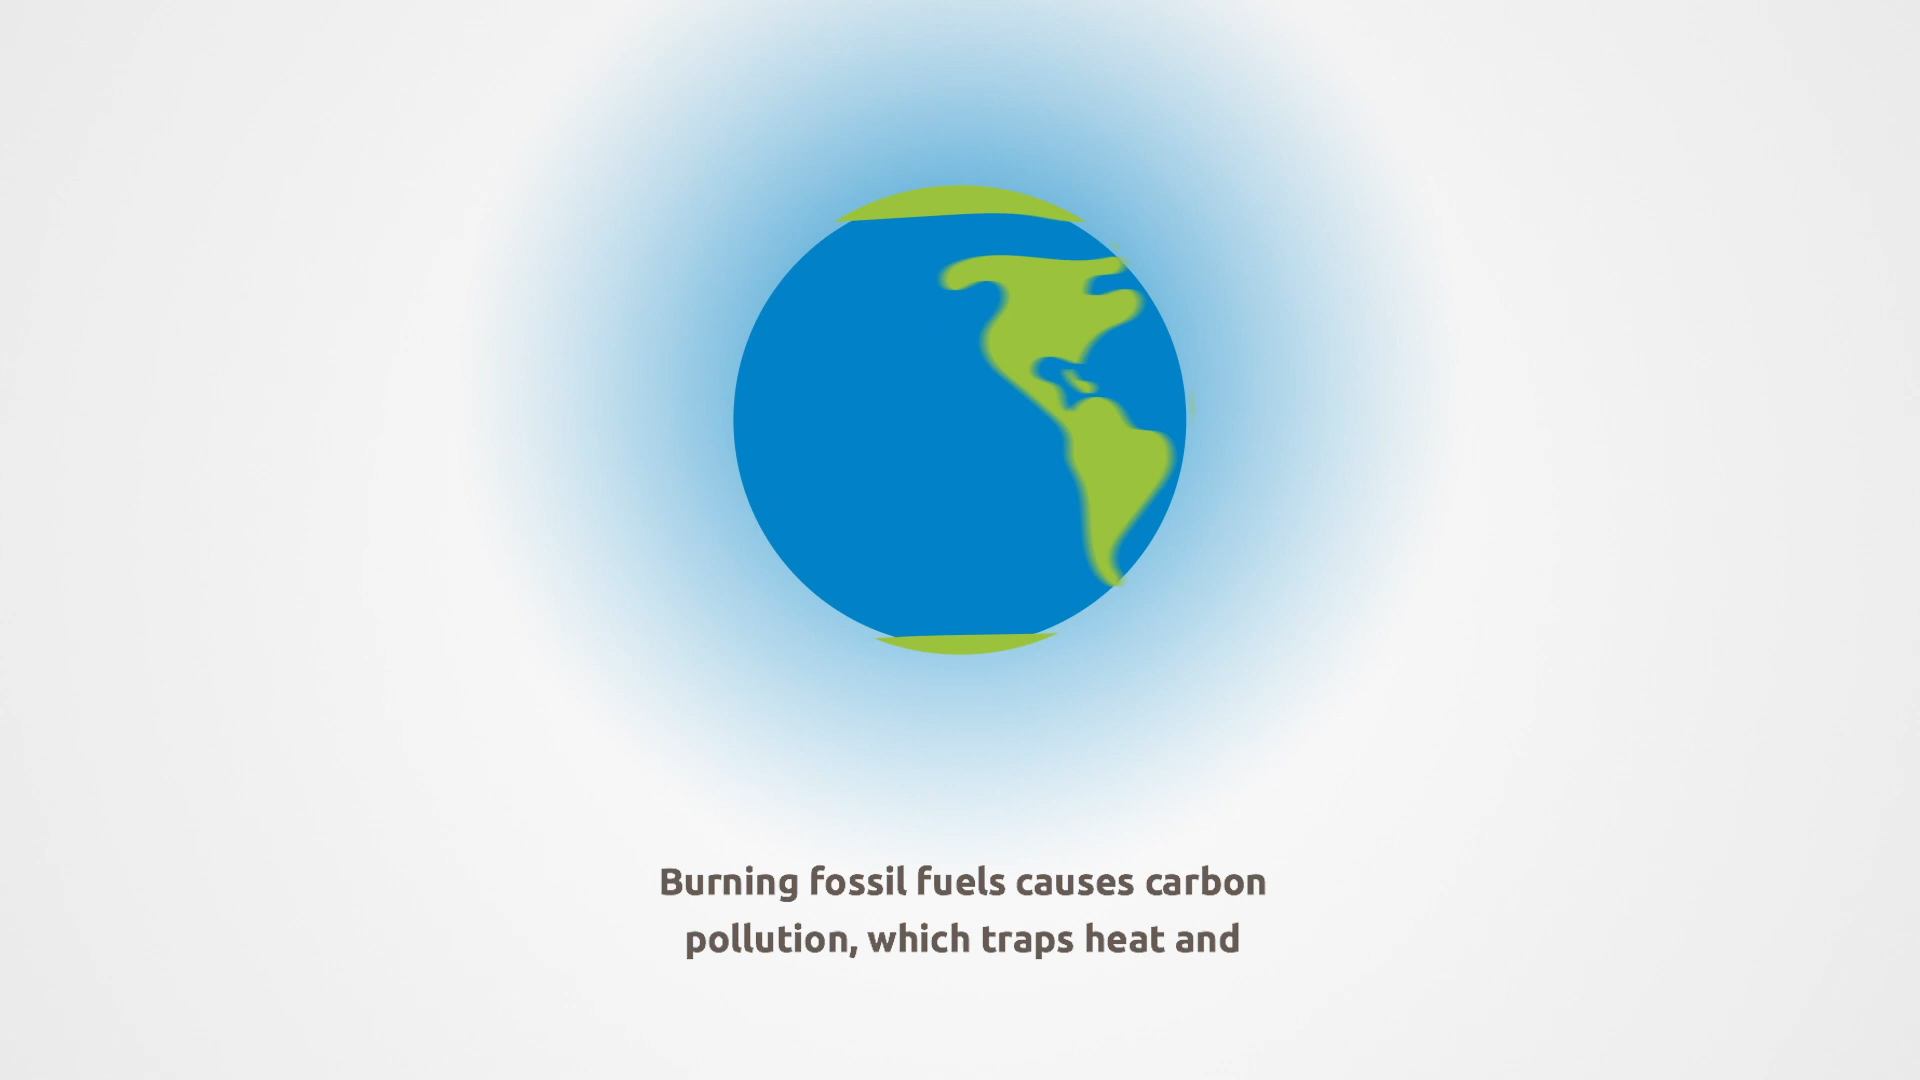 Burning fossil fuels causes carbon
pollution, which traps heat and